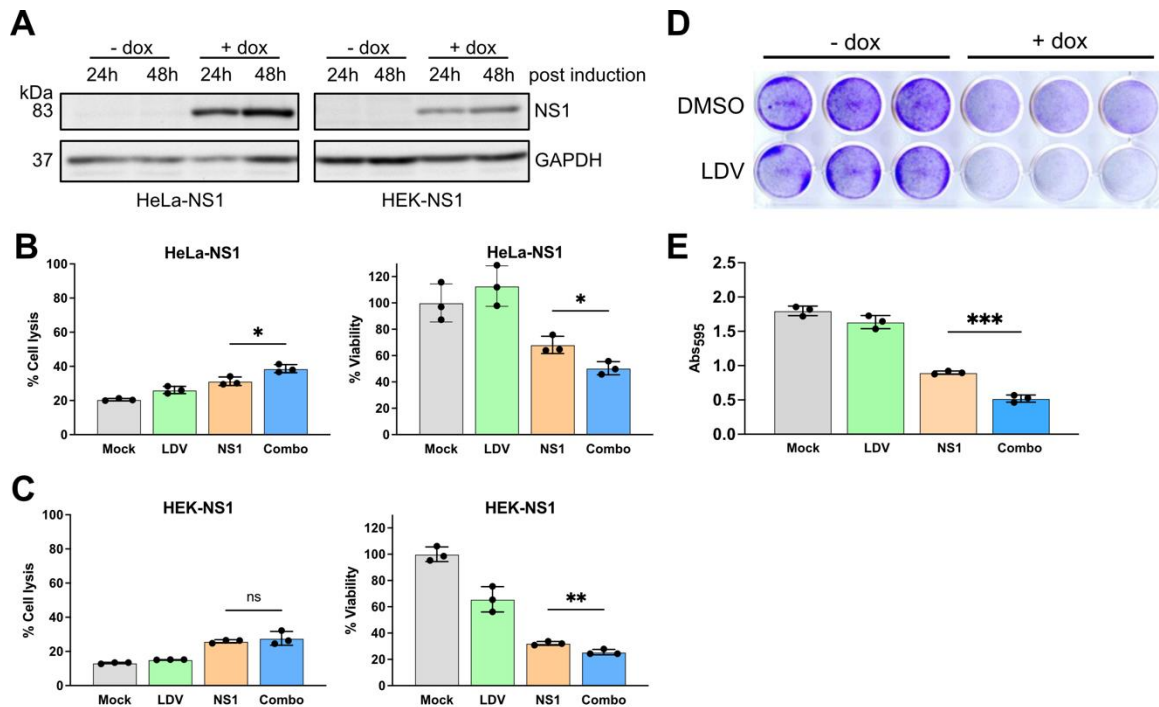 A
- dox + dox - dox + dox
24h 48h 24h 48h 24h 48h 24h 48h post induction
kDa
83 NS1
37 GAPDH
HeLa-NS1 HEK-NS1
D
- dox + dox
DMSO
LDV
B
HeLa-NS1
% Cell lysis
100
80
60
40
20
0
*
Mock LDV NS1 Combo
HeLa-NS1
% Viability
120
100
80
60
40
20
0
*
Mock LDV NS1 Combo
E
Abs595
2.5
2.0
1.5
1.0
0.5
0.0
***
Mock LDV NS1 Combo
C
HEK-NS1
% Cell lysis
100
80
60
40
20
0
ns
Mock LDV NS1 Combo
HEK-NS1
% Viability
120
100
80
60
40
20
0
**
Mock LDV NS1 Combo